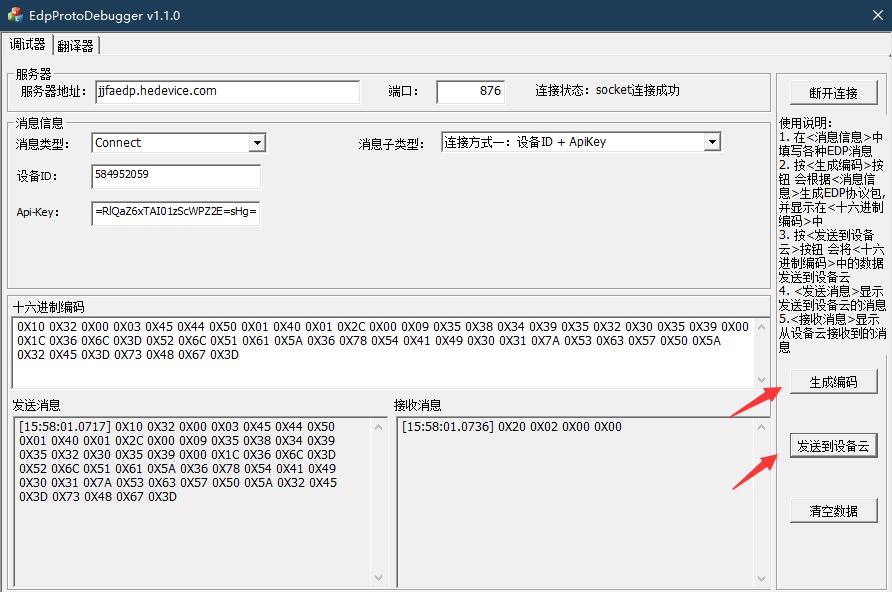 EdpProtoDebugger v1.1.0
调试器 翻译器
服务器
服务器地址: jjfaedp.hedevice.com 端口: 876 连接状态: socket连接成功
断开连接
消息信息
消息类型: Connect 消息子类型: 连接方式一: 设备ID + ApiKey
设备ID: 584952059
Api-Key: =RlQaZ6xTAI01zScWPZ2E=sHg=
使用说明:
1. 在<消息信息>中
填写各种EDP消息
2. 按<生成编码>按
钮 会根据<消息信
息>生成EDP协议包,
并显示在<十六进制
编码>中
3. 按<发送到设备
云>按钮 会将<十六
进制编码>中的数据
发送到设备云
4. <发送消息>显示
发送到设备云的消息
5.<接收消息>显示
从设备云接收到的消
息
十六进制编码
0X10 0X32 0X00 0X03 0X45 0X44 0X50 0X01 0X40 0X01 0X2C 0X00 0X09 0X35 0X38 0X34 0X39 0X35 0X32 0X30 0X35 0X39 0X00
0X1C 0X36 0X6C 0X3D 0X52 0X6C 0X51 0X61 0X5A 0X36 0X78 0X54 0X41 0X49 0X30 0X31 0X7A 0X53 0X63 0X57 0X50 0X5A
0X32 0X45 0X3D 0X73 0X48 0X67 0X3D
生成编码
发送消息
[15:58:01.0717] 0X10 0X32 0X00 0X03 0X45 0X44 0X50
0X01 0X40 0X01 0X2C 0X00 0X09 0X35 0X38 0X34 0X39
0X35 0X32 0X30 0X35 0X39 0X00 0X1C 0X36 0X6C 0X3D
0X52 0X6C 0X51 0X61 0X5A 0X36 0X78 0X54 0X41 0X49
0X30 0X31 0X7A 0X53 0X63 0X57 0X50 0X5A 0X32 0X45
0X3D 0X73 0X48 0X67 0X3D
接收消息
[15:58:01.0736] 0X20 0X02 0X00 0X00
发送到设备云
清空数据